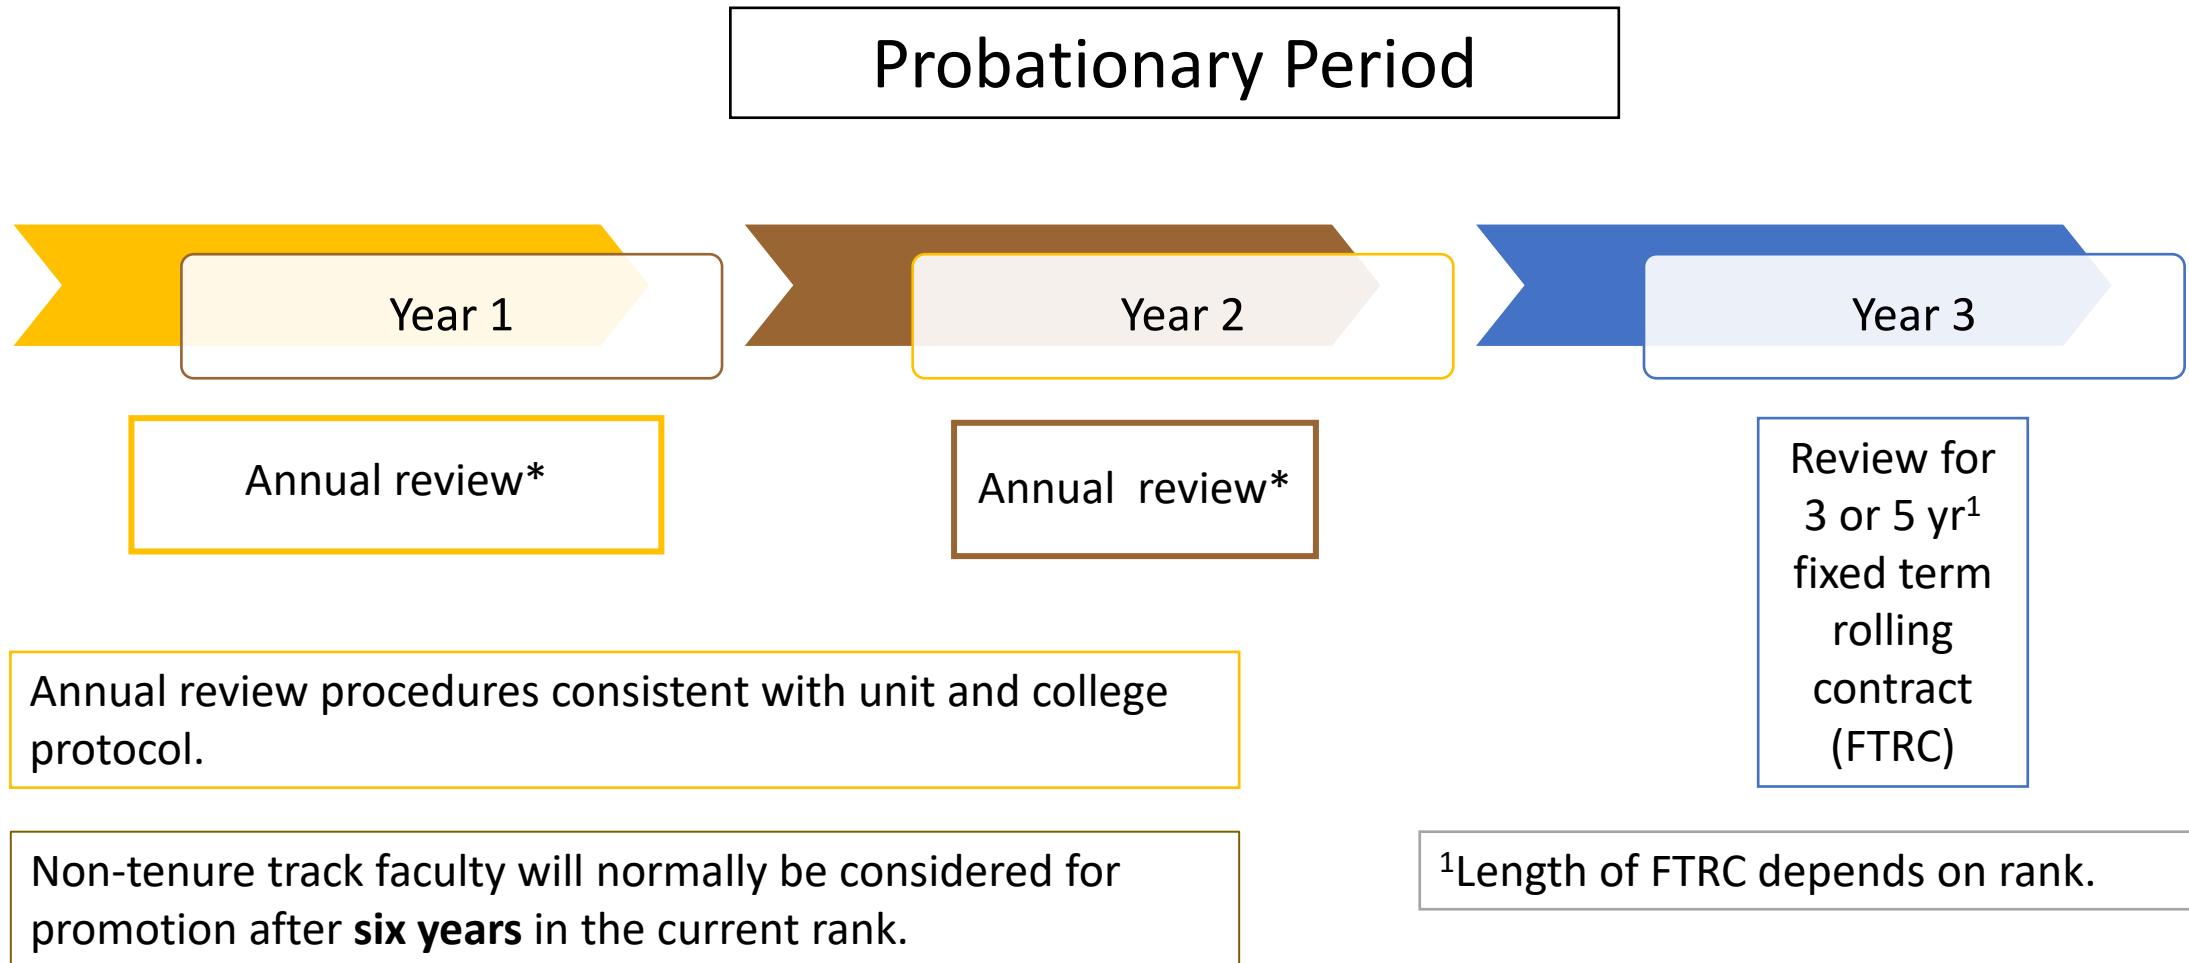 Probationary Period
Year 1
Year 2
Year 3
Annual review*
Annual  review*
Review for
3 or 5 yr¹
fixed term
rolling
contract
(FTRC)
Annual review procedures consistent with unit and college
protocol.
Non-tenure track faculty will normally be considered for
promotion after six years in the current rank.
¹Length of FTRC depends on rank.